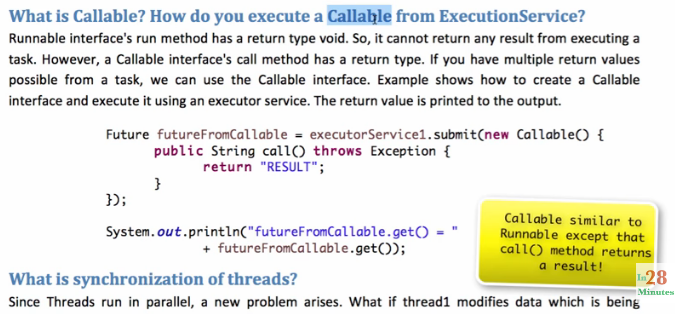 What is Callable? How do you execute a Callable from ExecutionService?
Runnable interface's run method has a return type void. So, it cannot return any result from executing a
task. However, a Callable interface's call method has a return type. If you have multiple return values
possible from a task, we can use the Callable interface. Example shows how to create a Callable
interface and execute it using an executor service. The return value is printed to the output.
Future futureFromCallable = executorService1.submit(new Callable() {
public String call() throws Exception {
return "RESULT";
}
});
System.out.println("futureFromCallable.get() = "
+ futureFromCallable.get());
Callable similar to
Runnable except that
call() method returns
a result!
In28
Minutes
What is synchronization of threads?
Since Threads run in parallel, a new problem arises. What if thread1 modifies data which is being